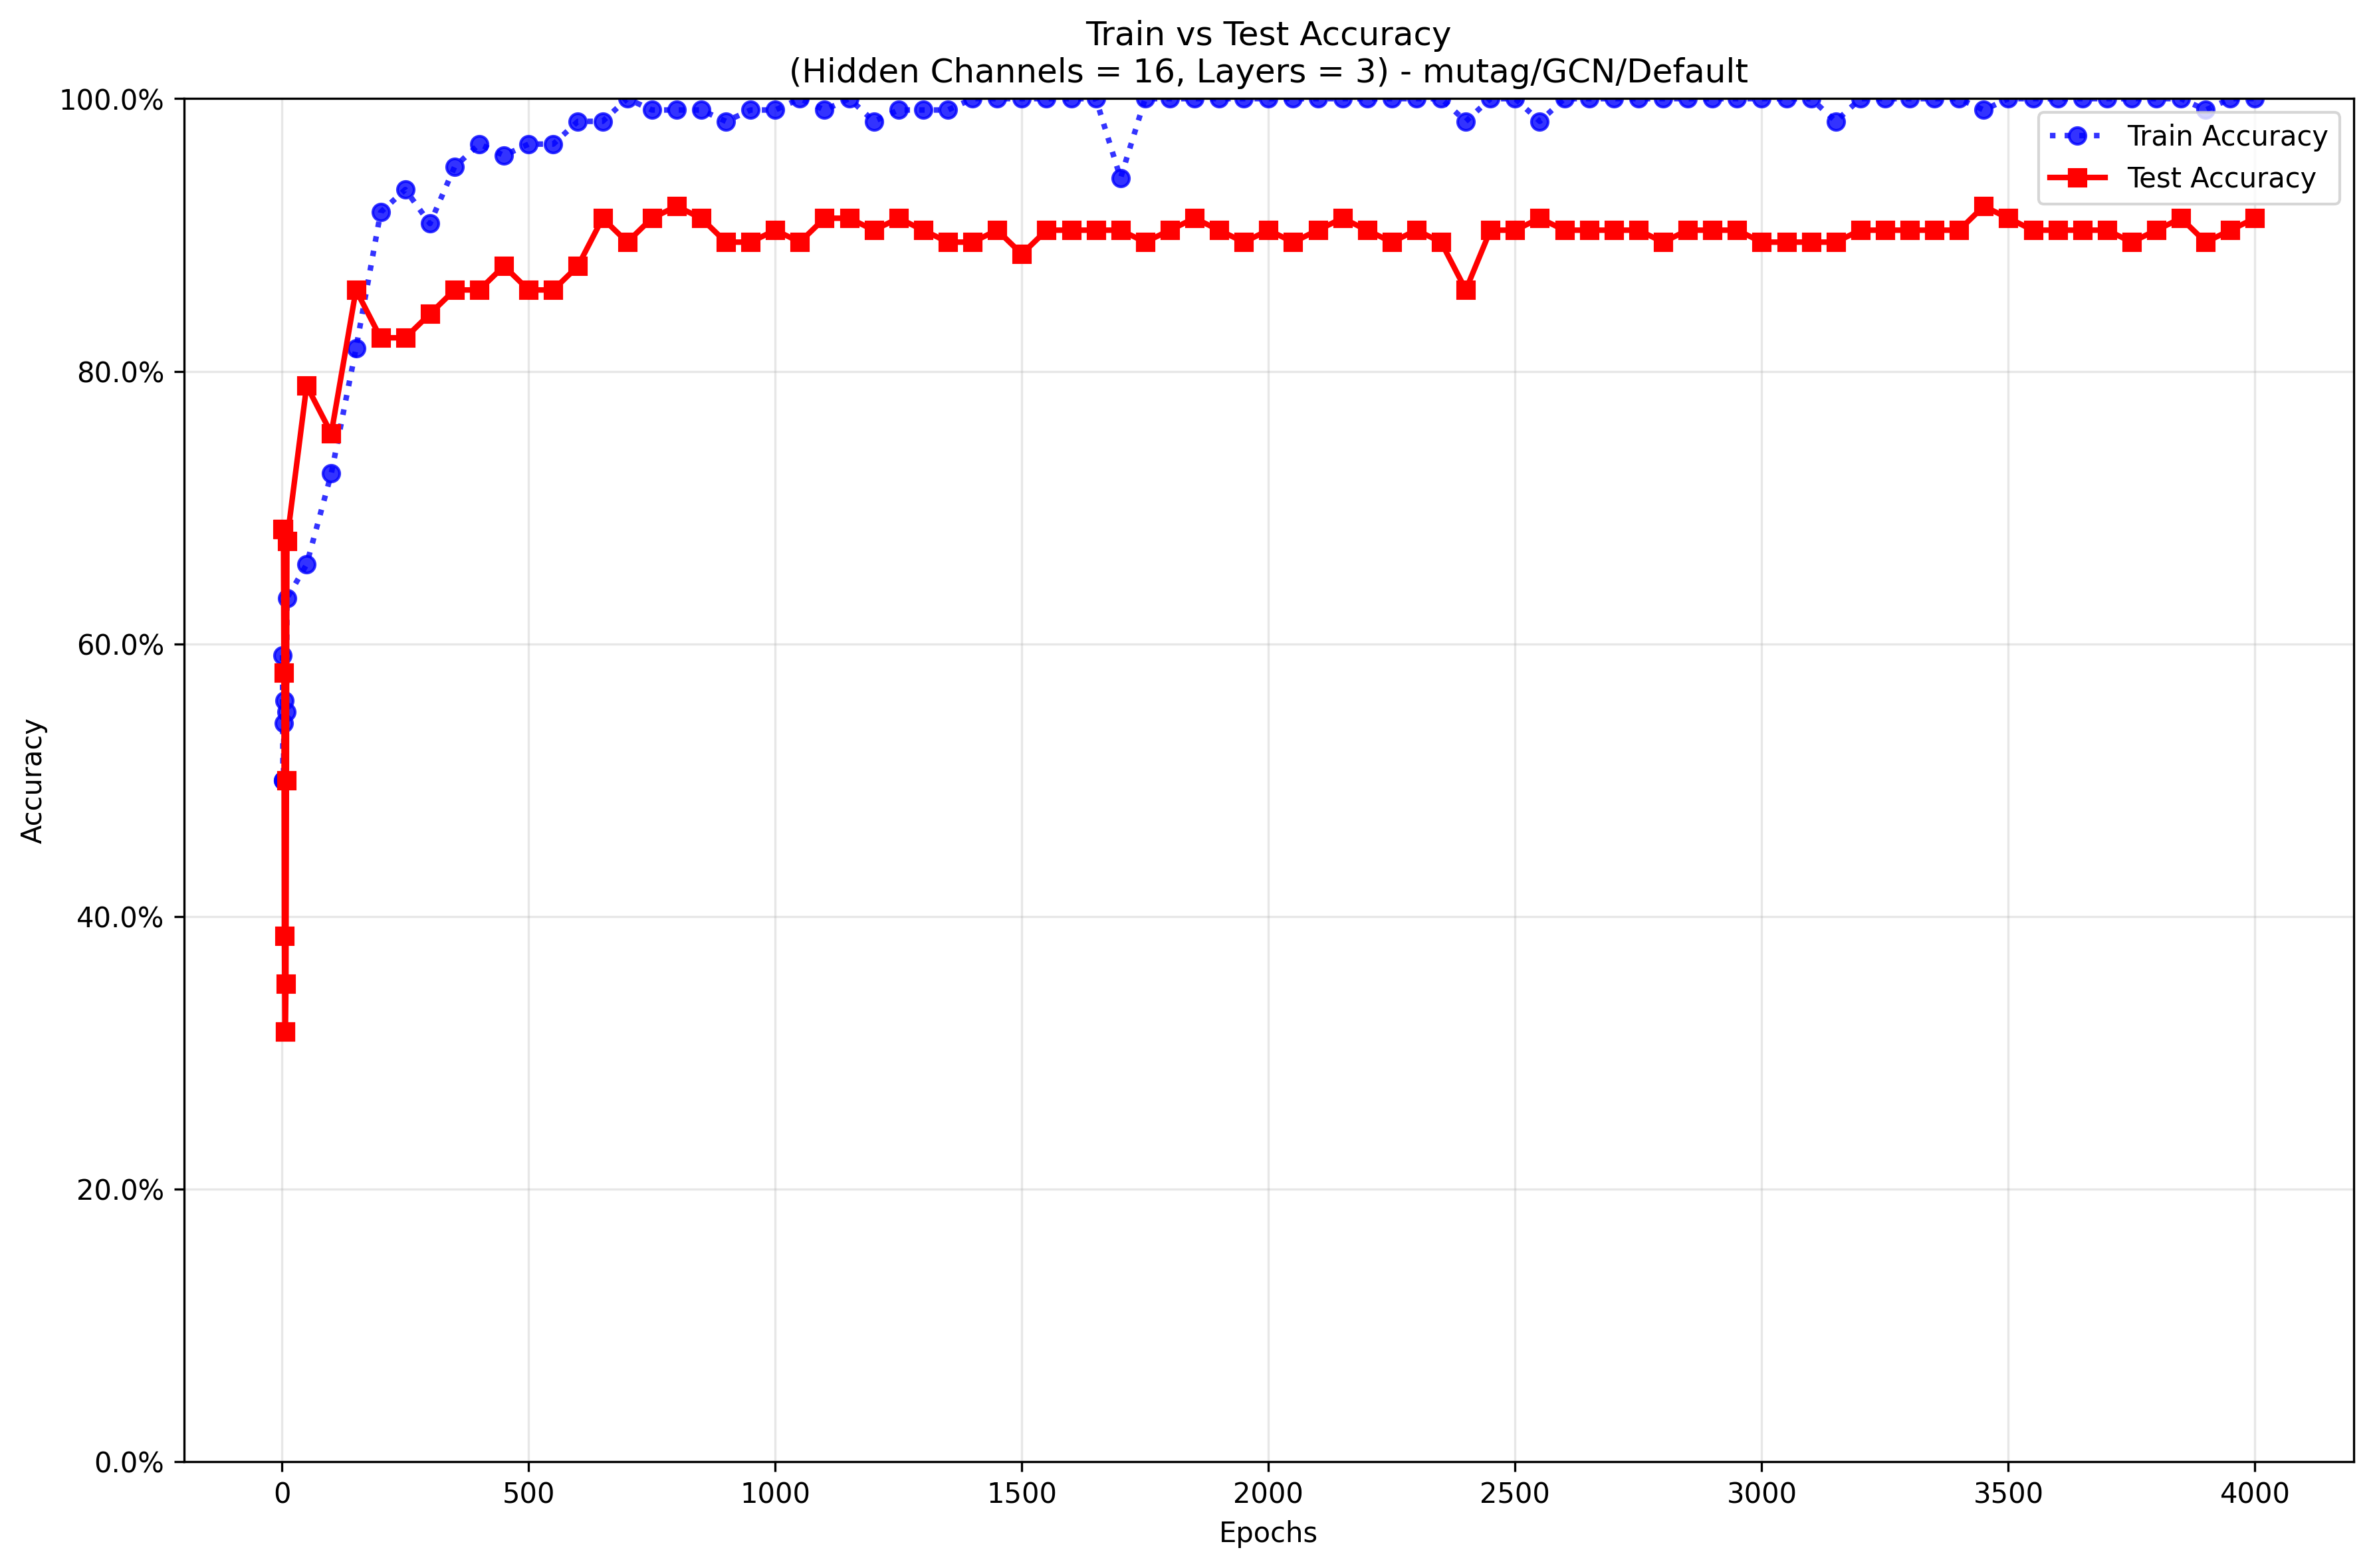 Train vs Test Accuracy
(Hidden Channels = 16, Layers = 3) - mutag/GCN/Default
100.0%
80.0%
60.0%
40.0%
20.0%
0.0%
Accuracy
Train Accuracy
Test Accuracy
0
500
1000
1500
2000
2500
3000
3500
4000
Epochs